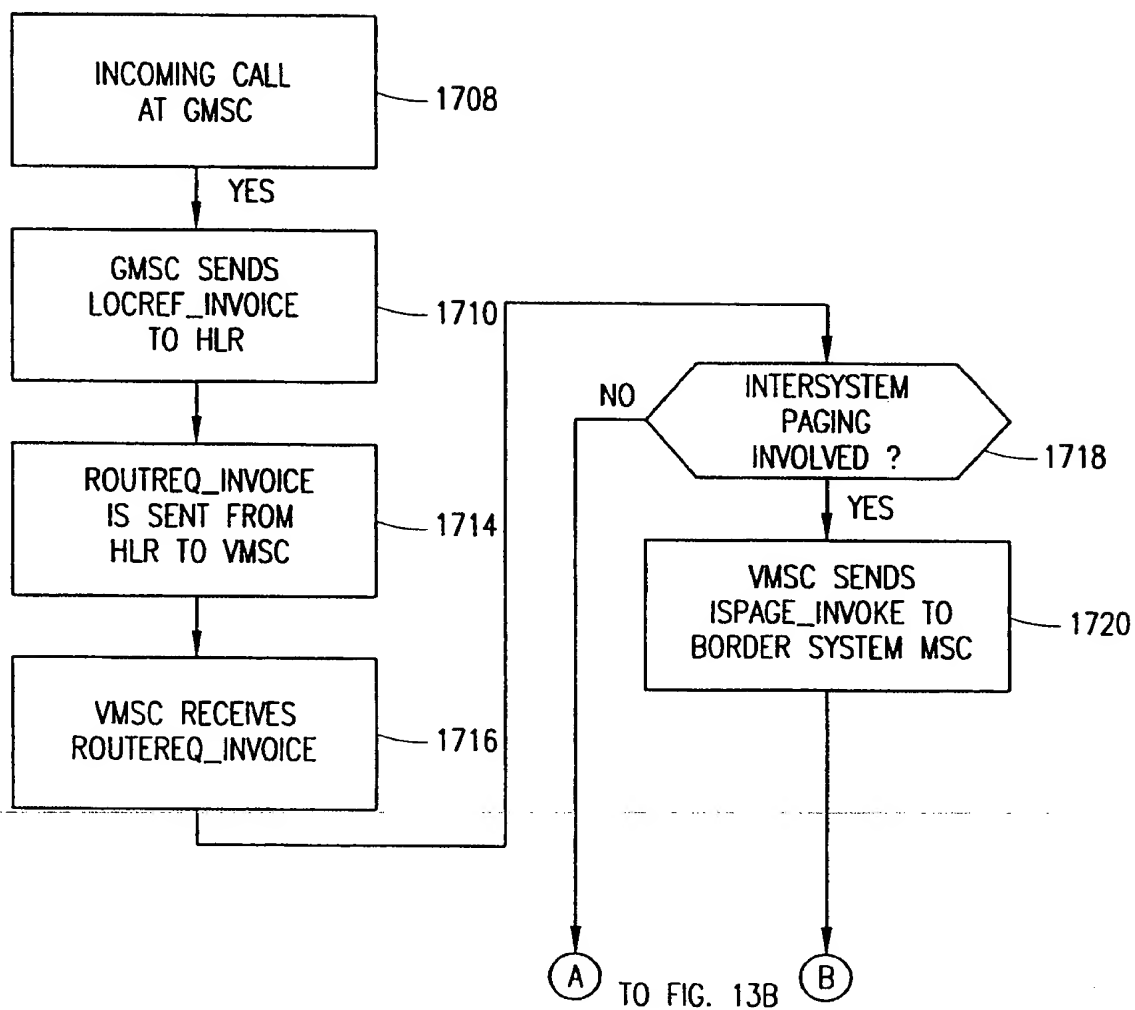 INCOMING CALL
AT GMSC
1708
YES
GMSC SENDS
LOCREF_INVOICE
TO HLR
1710
ROUTREQ_INVOICE
IS SENT FROM
HLR TO VMSC
1714
VMSC RECEIVES
ROUTEREQ_INVOICE
1716
NO
INTERSYSTEM
PAGING
INVOLVED ?
1718
YES
VMSC SENDS
ISPAGE_INVOKE TO
BORDER SYSTEM MSC
1720
A
TO FIG. 13B
B